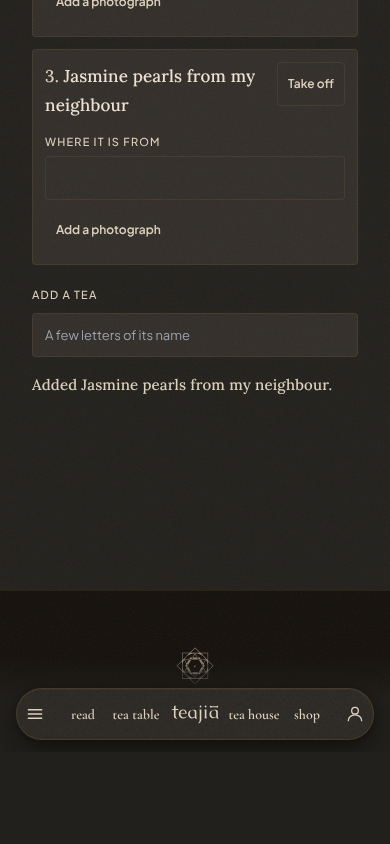 Add a photograph
3. Jasmine pearls from my
neighbour
Take off
WHERE IT IS FROM
Add a photograph
ADD A TEA
A few letters of its name
Added Jasmine pearls from my neighbour.
read
tea table
teajiā
tea house
shop